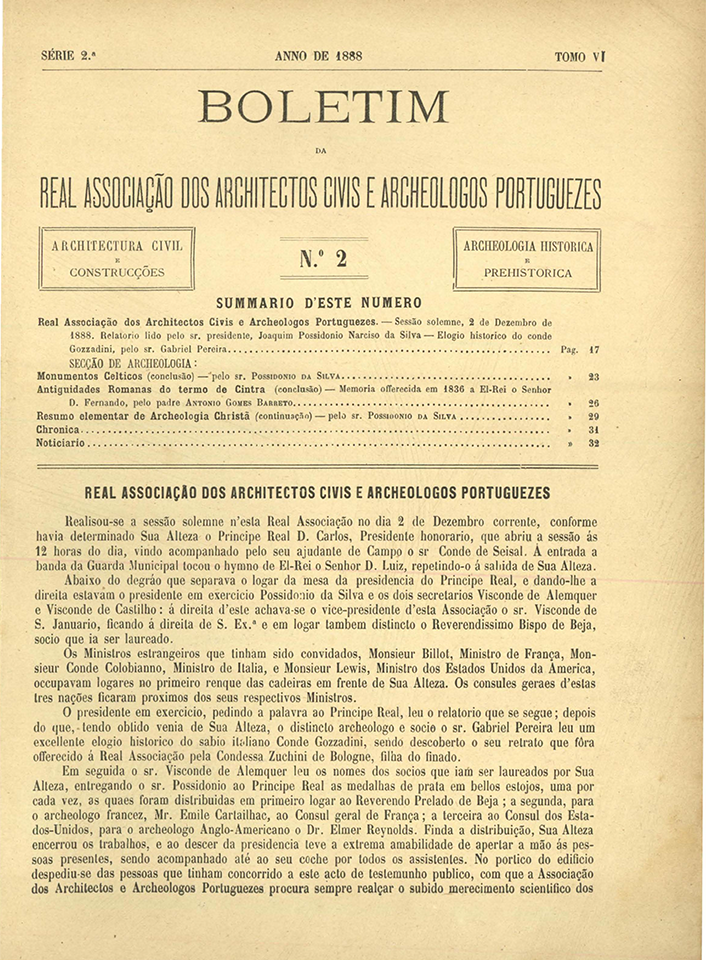 SÉRIE 2.ª ANNO DE 1888 TOMO VI
BOLETIM
DA
REAL ASSOCIAÇÃO DOS ARCHITECTOS CIVIS E ARCHEOLOGOS PORTUGUEZES
ARCHITECTURA CIVIL
E
CONSTRUCÇÕES
N.º 2
ARCHEOLOGIA HISTORICA
E
PREHISTORICA
SUMMARIO D'ESTE NUMERO
Real Associação dos Architectos Civis e Archeologos Portuguezes. — Sessão solemne, 2 de Dezembro de
1888. Relatorio lido pelo sr. presidente, Joaquim Possidonio Narciso da Silva — Elogio historico do conde
Gozzadini, pelo sr. Gabriel Pereira........ Pag. 17
SECÇÃO DE ARCHEOLOGIA:
Monumentos Celticos (conclusão) — pelo sr. POSSIDONIO DA SILVA........ » 23
Antiguidades Romanas do termo de Cintra (conclusão) — Memoria offerecida em 1836 a El-Rei o Senhor
D. Fernando, pelo padre ANTONIO GOMES BARRETO........ » 26
Resumo elementar de Archeologia Christã (continuação) — pelo sr. POSSIDONIO DA SILVA........ » 29
Chronica........ » 31
Noticiario........ » 32
REAL ASSOCIAÇÃO DOS ARCHITECTOS CIVIS E ARCHEOLOGOS PORTUGUEZES
Realisou-se a sessão solemne n'esta Real Associação no dia 2 de Dezembro corrente, conforme
havia determinado Sua Alteza o Principe Real D. Carlos, Presidente honorario, que abriu a sessão ás
12 horas do dia, vindo acompanhado pelo seu ajudante de Campo o sr Conde de Seisal. Á entrada a
banda da Guarda Municipal tocou o hymno de El-Rei o Senhor D. Luiz, repetindo-o á sahida de Sua Alteza.
Abaixo do degráo que separava o logar da mesa da presidencia do Principe Real, e dando-lhe a
direita estavam o presidente em exercicio Possidonio da Silva e os dois secretarios Visconde de Alemquer
e Visconde de Castilho: á direita d'este achava-se o vice-presidente d'esta Associação o sr. Visconde de
S. Januario, ficando á direita de S. Ex.ª e em logar tambem distincto o Reverendissimo Bispo de Beja,
socio que ia ser laureado.
Os Ministros estrangeiros que tinham sido convidados, Monsieur Billot, Ministro de França, Mon-
sieur Conde Colobianno, Ministro de Italia, e Monsieur Lewis, Ministro dos Estados Unidos da America,
occupavam logares no primeiro renque das cadeiras em frente de Sua Alteza. Os consules geraes d'estas
tres nações ficaram proximos dos seus respectivos Ministros.
O presidente em exercicio, pedindo a palavra ao Principe Real, leu o relatorio que se segue; depois
do que, tendo obtido venia de Sua Alteza, o distincto archeologo e socio o sr. Gabriel Pereira leu um
excellente elogio historico do sabio italiano Conde Gozzadini, sendo descoberto o seu retrato que fôra
offerecido á Real Associação pela Condessa Zuchini de Bologne, filha do finado.
Em seguida o sr. Visconde de Alemquer leu os nomes dos socios que iam ser laureados por Sua
Alteza, entregando o sr. Possidonio ao Principe Real as medalhas de prata em bellos estojos, uma por
cada vez, as quaes foram distribuidas em primeiro logar ao Reverendo Prelado de Beja; a segunda, para
o archeologo francez, Mr. Emile Cartailhac, ao Consul geral de França; a terceira ao Consul dos Esta-
dos-Unidos, para o archeologo Anglo-Americano o Dr. Elmer Reynolds. Finda a distribuição, Sua Alteza
encerrou os trabalhos, e ao descer da presidencia teve a extrema amabilidade de apertar a mão ás pes-
soas presentes, sendo acompanhado até ao seu coche por todos os assistentes. No portico do edificio
despediu-se das pessoas que tinham concorrido a este acto de testemunho publico, com que a Associação
dos Architectos e Archeologos Portuguezes procura sempre realçar o subido merecimento scientifico dos